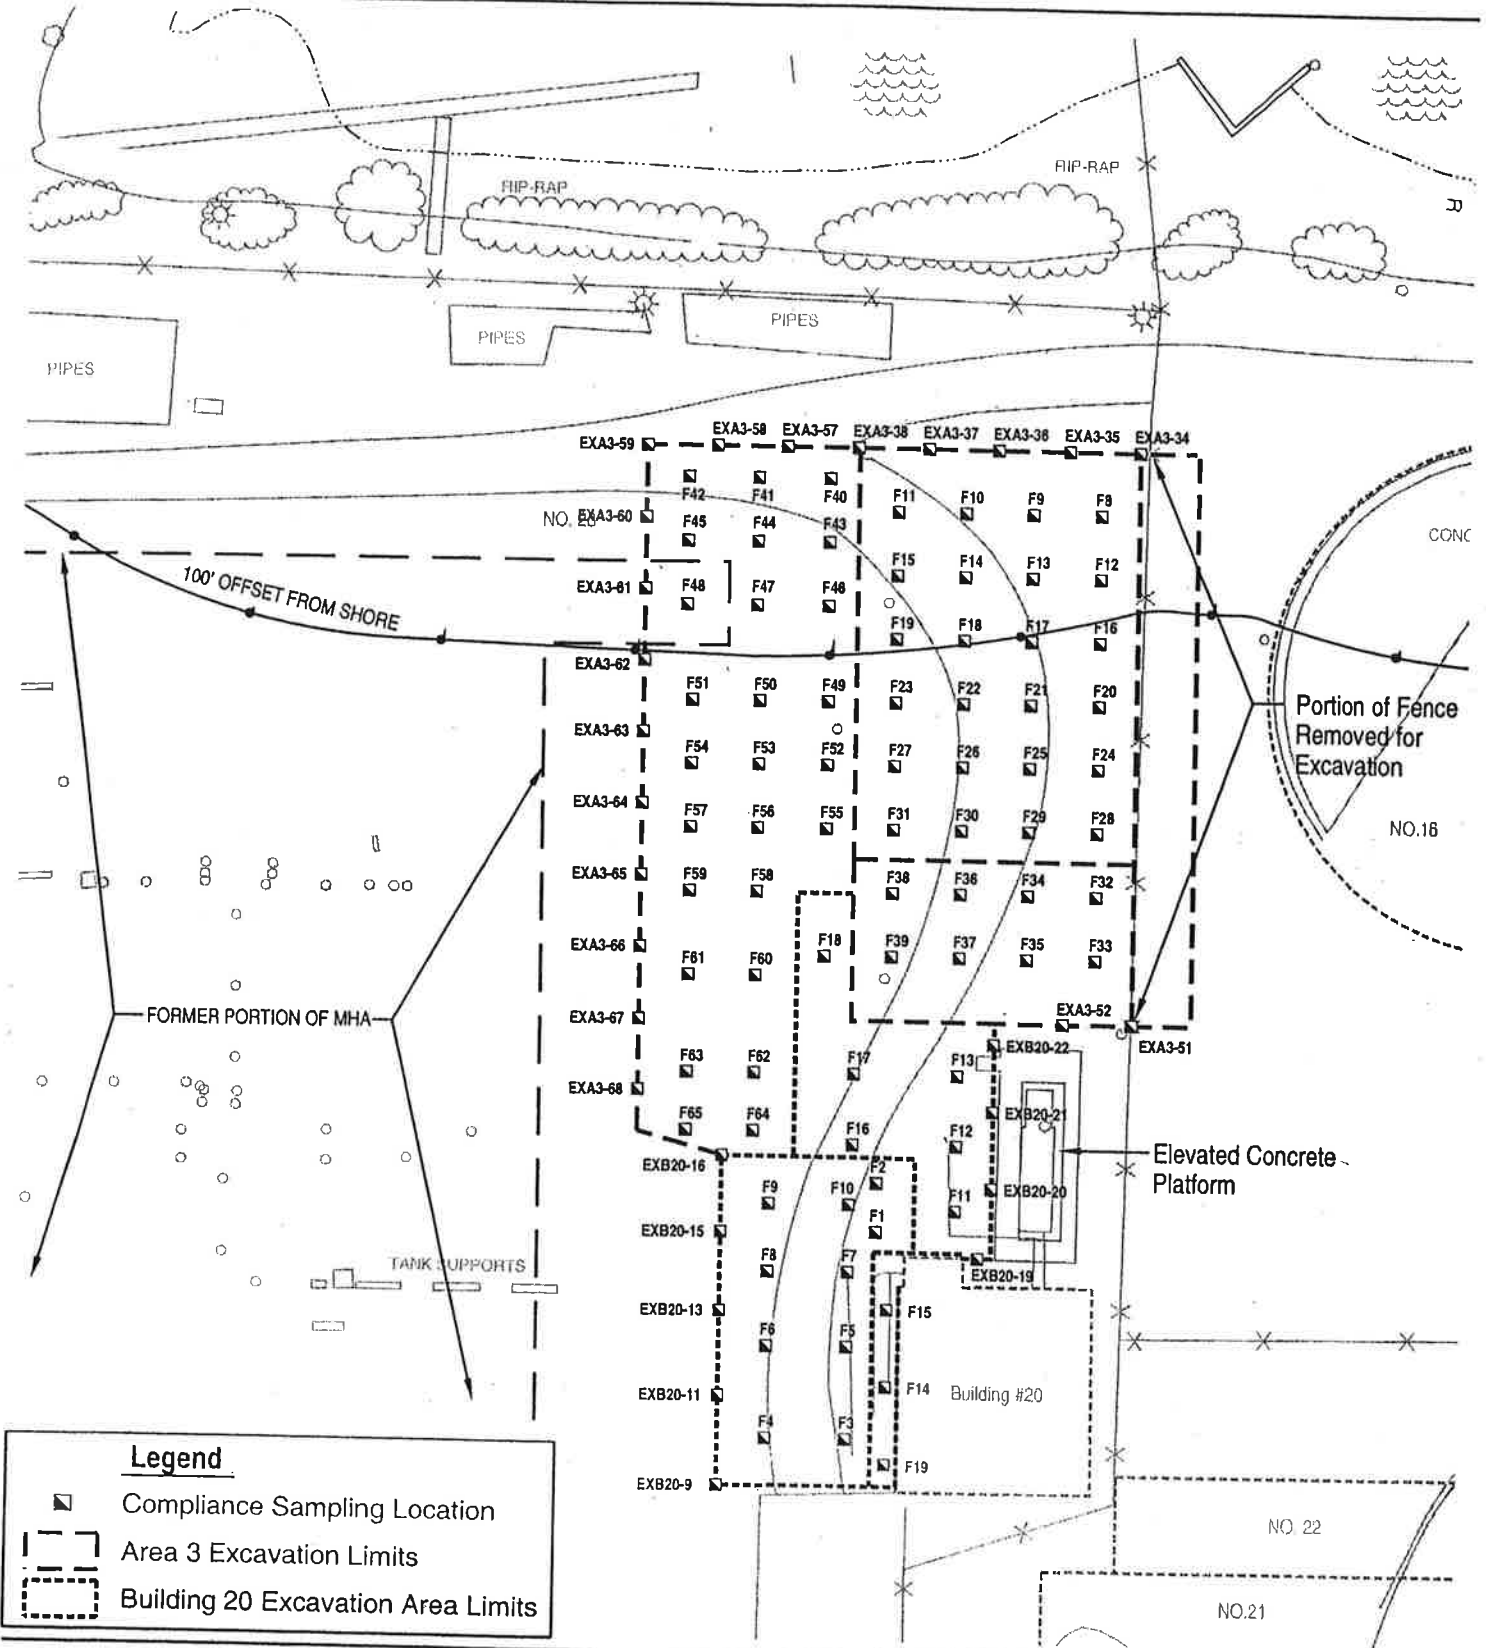 RIP-RAP
RIP-RAP
R
PIPES
PIPES
PIPES
EXA3-59
EXA3-58
EXA3-57
EXA3-38
EXA3-37
EXA3-36
EXA3-35
EXA3-34
F42
F41
F40
F11
F10
F9
F8
NO. 
EXA3-60
F45
F44
F43
CONC
F15
F14
F13
F12
100' OFFSET FROM SHORE
EXA3-61
F48
F47
F46
F19
F18
F17
F16
EXA3-62
F51
F50
F49
F23
F22
F21
F20
Portion of Fence
Removed for
Excavation
EXA3-63
F54
F53
F52
F27
F26
F25
F24
EXA3-64
F57
F56
F55
F31
F30
F29
F28
NO.18
EXA3-65
F59
F58
F38
F36
F34
F32
EXA3-66
F61
F60
F18
F39
F37
F35
F33
FORMER PORTION OF MHA
EXA3-67
EXA3-52
EXA3-51
EXB20-22
F63
F62
F17
F13
EXA3-68
EXB20-21
F65
F64
F16
F12
Elevated Concrete
Platform
EXB20-16
F9
F10
F2
F11
EXB20-20
EXB20-15
F1
F8
F7
TANK SUPPORTS
EXB20-19
EXB20-13
F15
F6
F5
EXB20-11
F14
Building #20
F4
F3
EXB20-9
F19
NO. 22
NO.21
Legend
Compliance Sampling Location
Area 3 Excavation Limits
Building 20 Excavation Area Limits